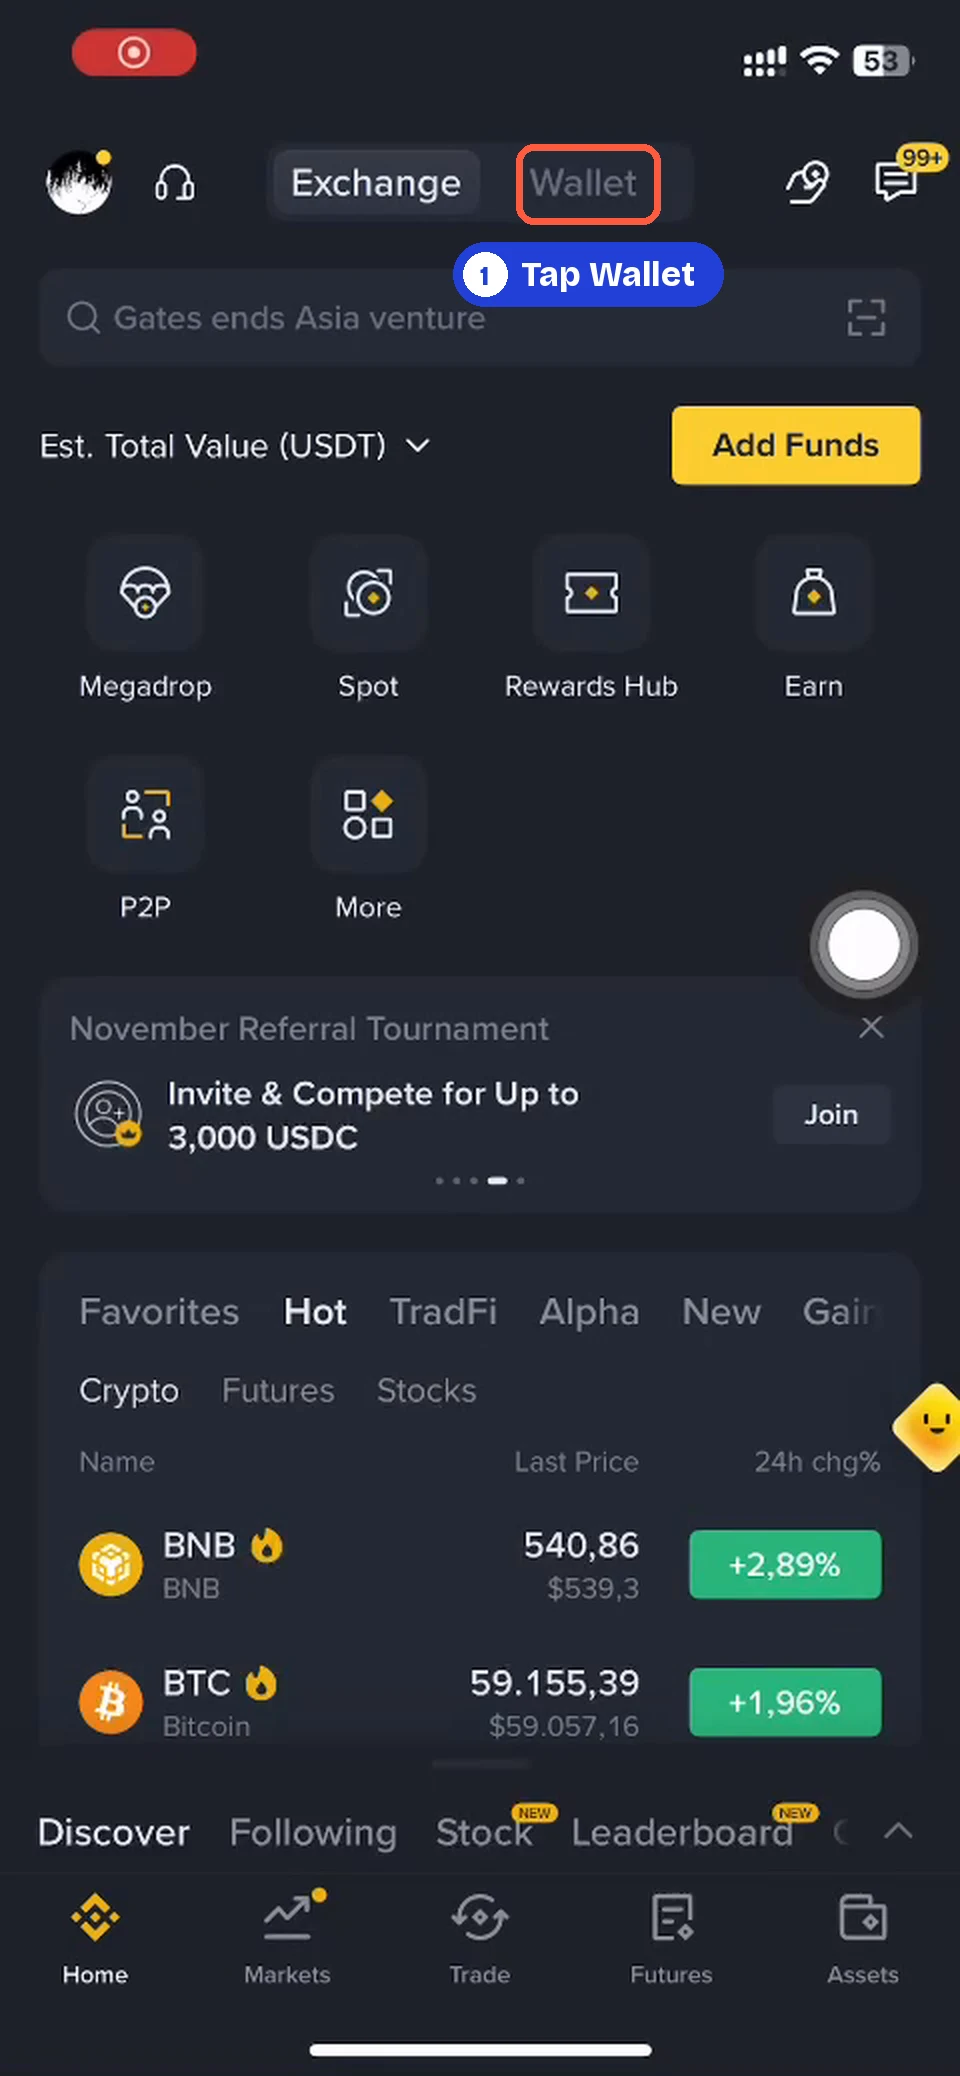 53
Exchange Wallet 99+
1 Tap Wallet
Gates ends Asia venture
Est. Total Value (USDT) Add Funds
Megadrop Spot Rewards Hub Earn
P2P More
November Referral Tournament
Invite & Compete for Up to
3,000 USDC
Join
Favorites Hot TradFi Alpha New Gain
Crypto Futures Stocks
Name Last Price 24h chg%
BNB 540,86 +2,89%
BNB $539,3
BTC 59.155,39 +1,96%
Bitcoin $59.057,16
NEW NEW
Discover Following Stock Leaderboard
Home Markets Trade Futures Assets